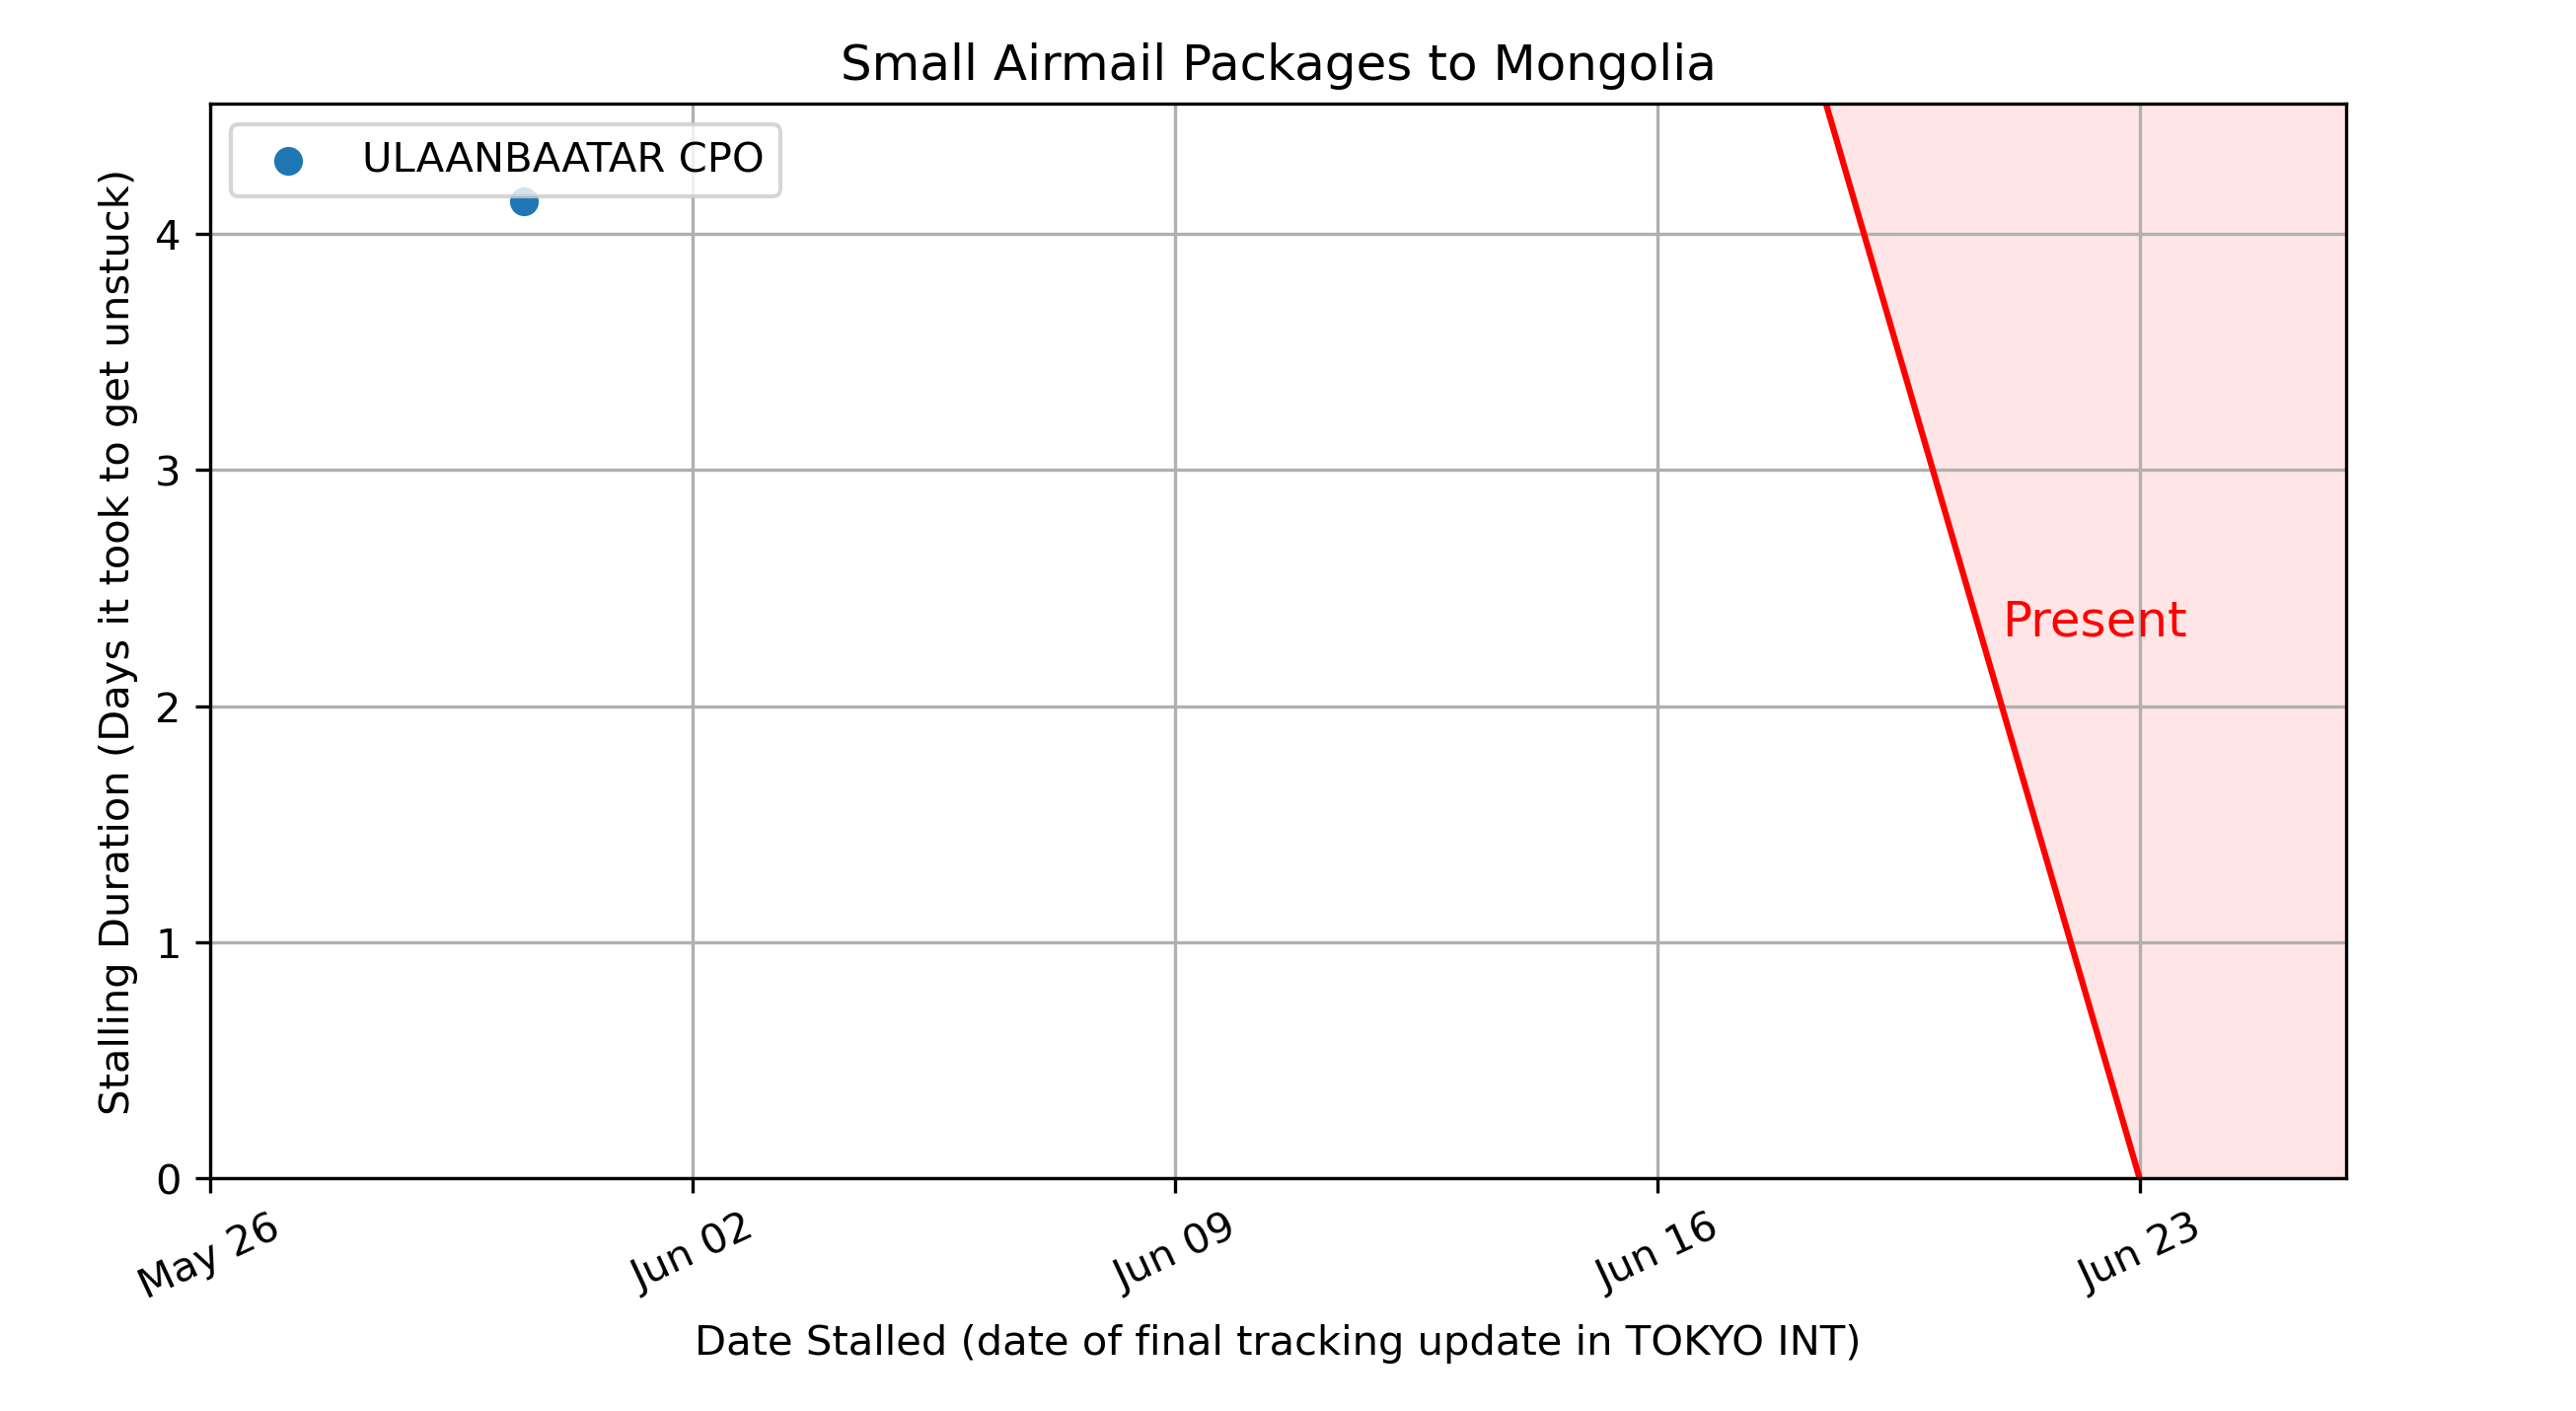 Small Airmail Packages to Mongolia
ULAANBAATAR CPO
Stalling Duration (Days it took to get unstuck)
4
3
2
1
0
Present
May 26
Jun 02
Jun 09
Jun 16
Jun 23
Date Stalled (date of final tracking update in TOKYO INT)